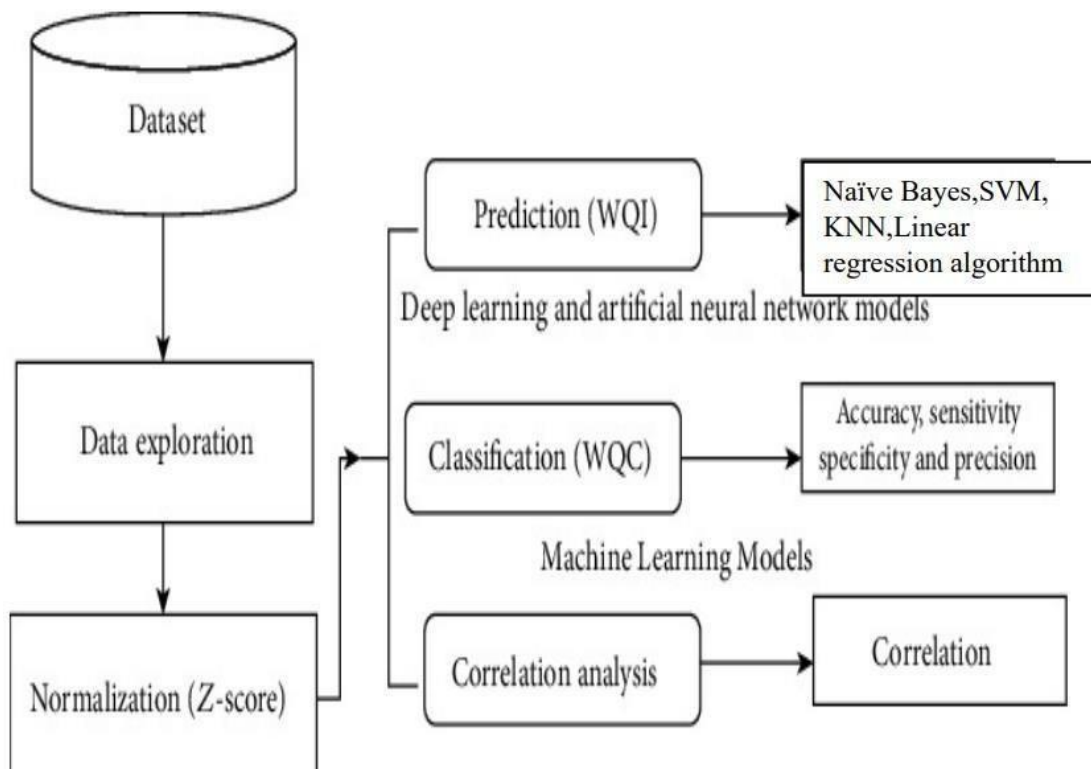 Dataset
Data exploration
Normalization (Z-score)
Prediction (WQI)
Naïve Bayes,SVM,
KNN,Linear
regression algorithm
Deep learning and artificial neural network models
Classification (WQC)
Accuracy, sensitivity
specificity and precision
Machine Learning Models
Correlation analysis
Correlation